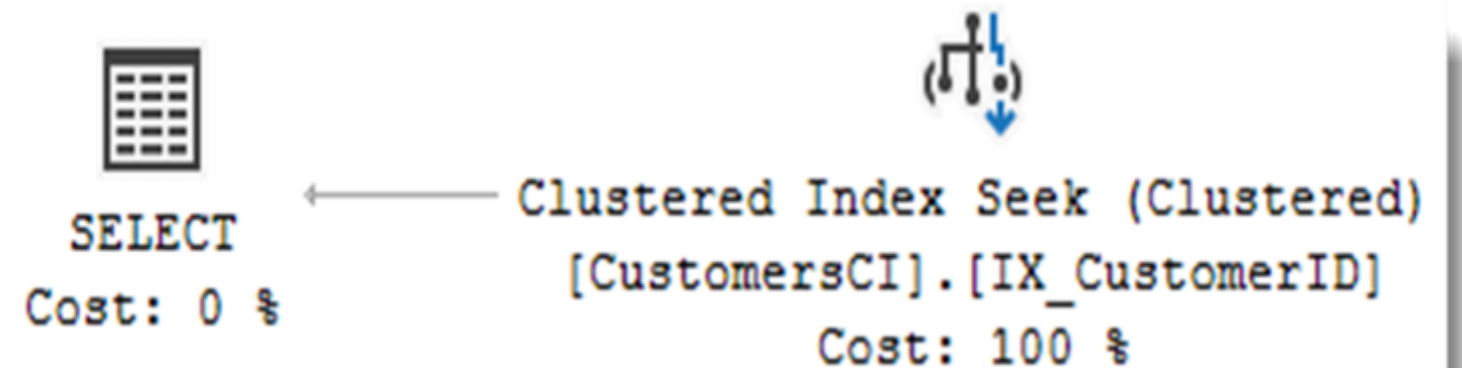 SELECT
Cost: 0 %
Clustered Index Seek (Clustered)
[CustomersCI].[IX_CustomerID]
Cost: 100 %